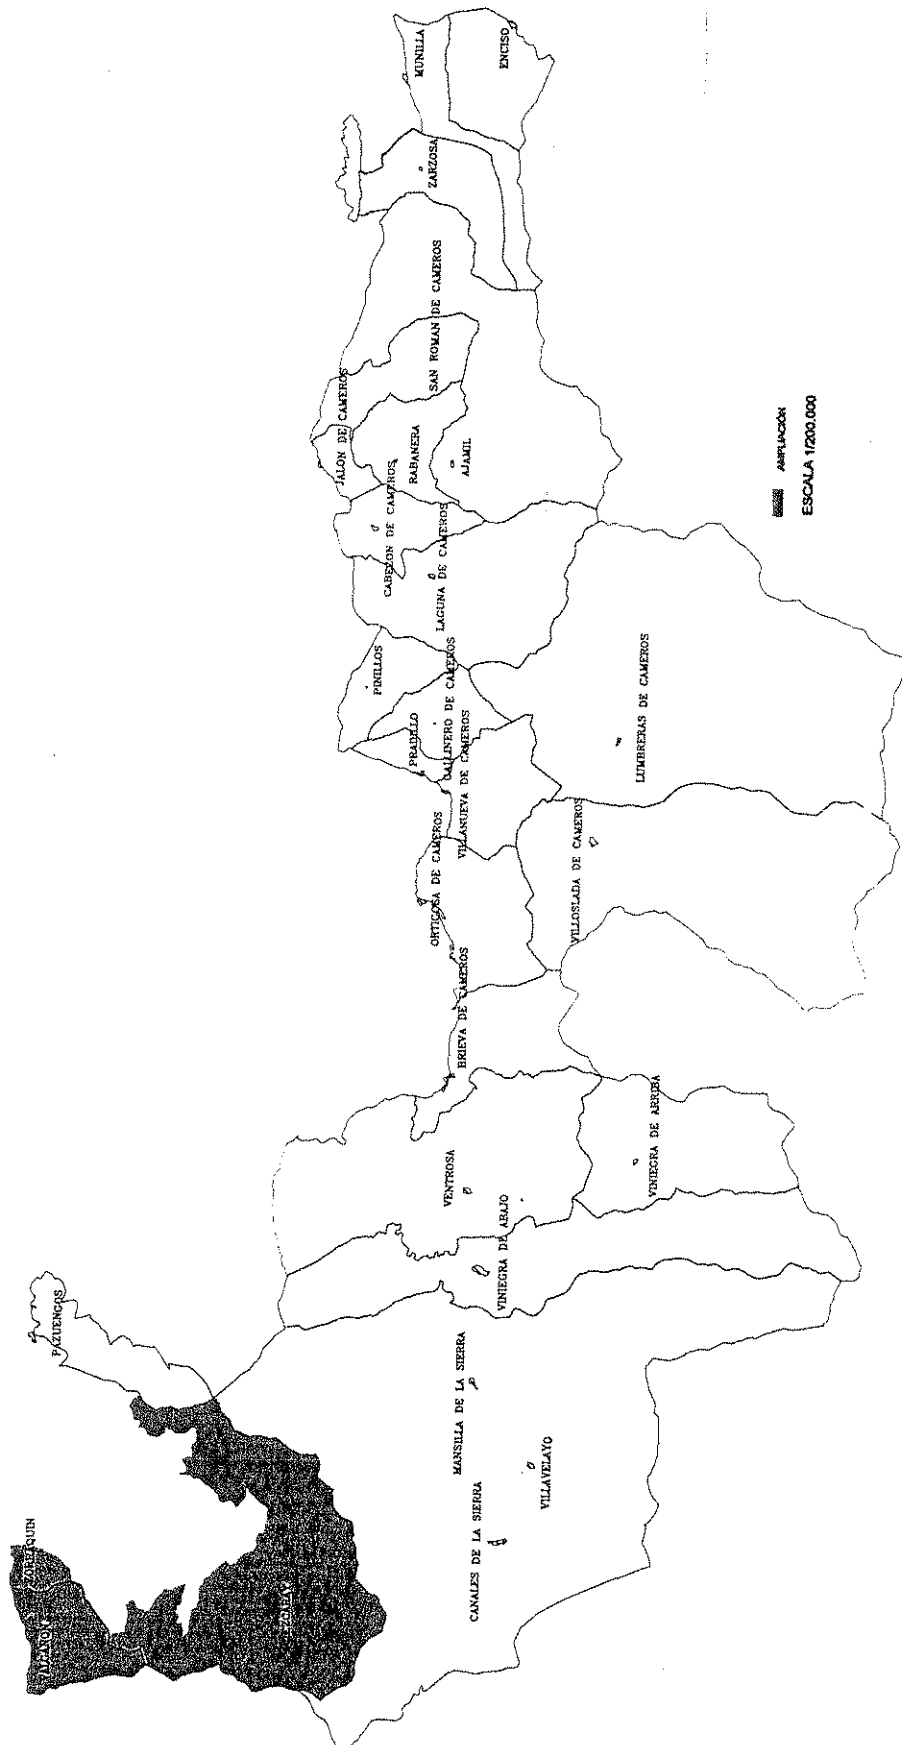 MUNILLA
ENCISO
ZARZOSA
SAN ROMAN DE CAMEROS
JALON DE CAMEROS
RABANERA
AJAMIL
CABEZON DE CAMEROS
LAGUNA DE CAMEROS
PINILLOS
PRADILLO
GALLINERO DE CAMEROS
VILLANUEVA DE CAMEROS
LUMBRERAS DE CAMEROS
ORTIGOSA DE CAMEROS
VILLOSLADA DE CAMEROS
BRIEVA DE CAMEROS
VENTROSA
VINIEGRA DE ARRIBA
VINIEGRA DE ABAJO
PAZUENGOS
MANSILLA DE LA SIERRA
CANALES DE LA SIERRA
VILLAVELAYO
ZORRAQUIN
VALGAÑON
EZCARAY
AMPLIACIÓN
ESCALA 1/200.000